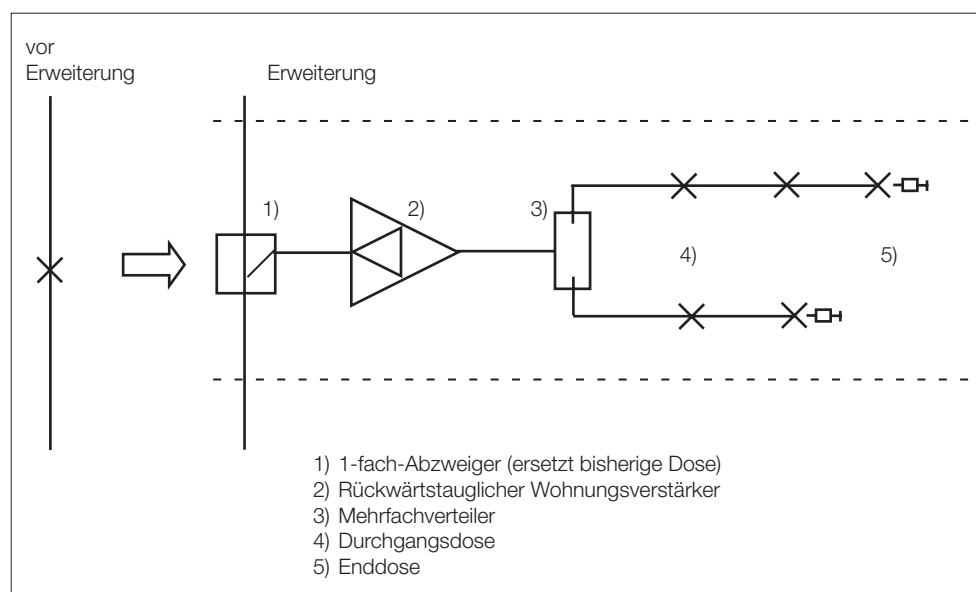 vor
Erweiterung
Erweiterung
1)
2)
3)
4)
5)
1) 1-fach-Abzweiger (ersetzt bisherige Dose)
2) Rückwärtstauglicher Wohnungsverstärker
3) Mehrfachverteiler
4) Durchgangsdose
5) Enddose